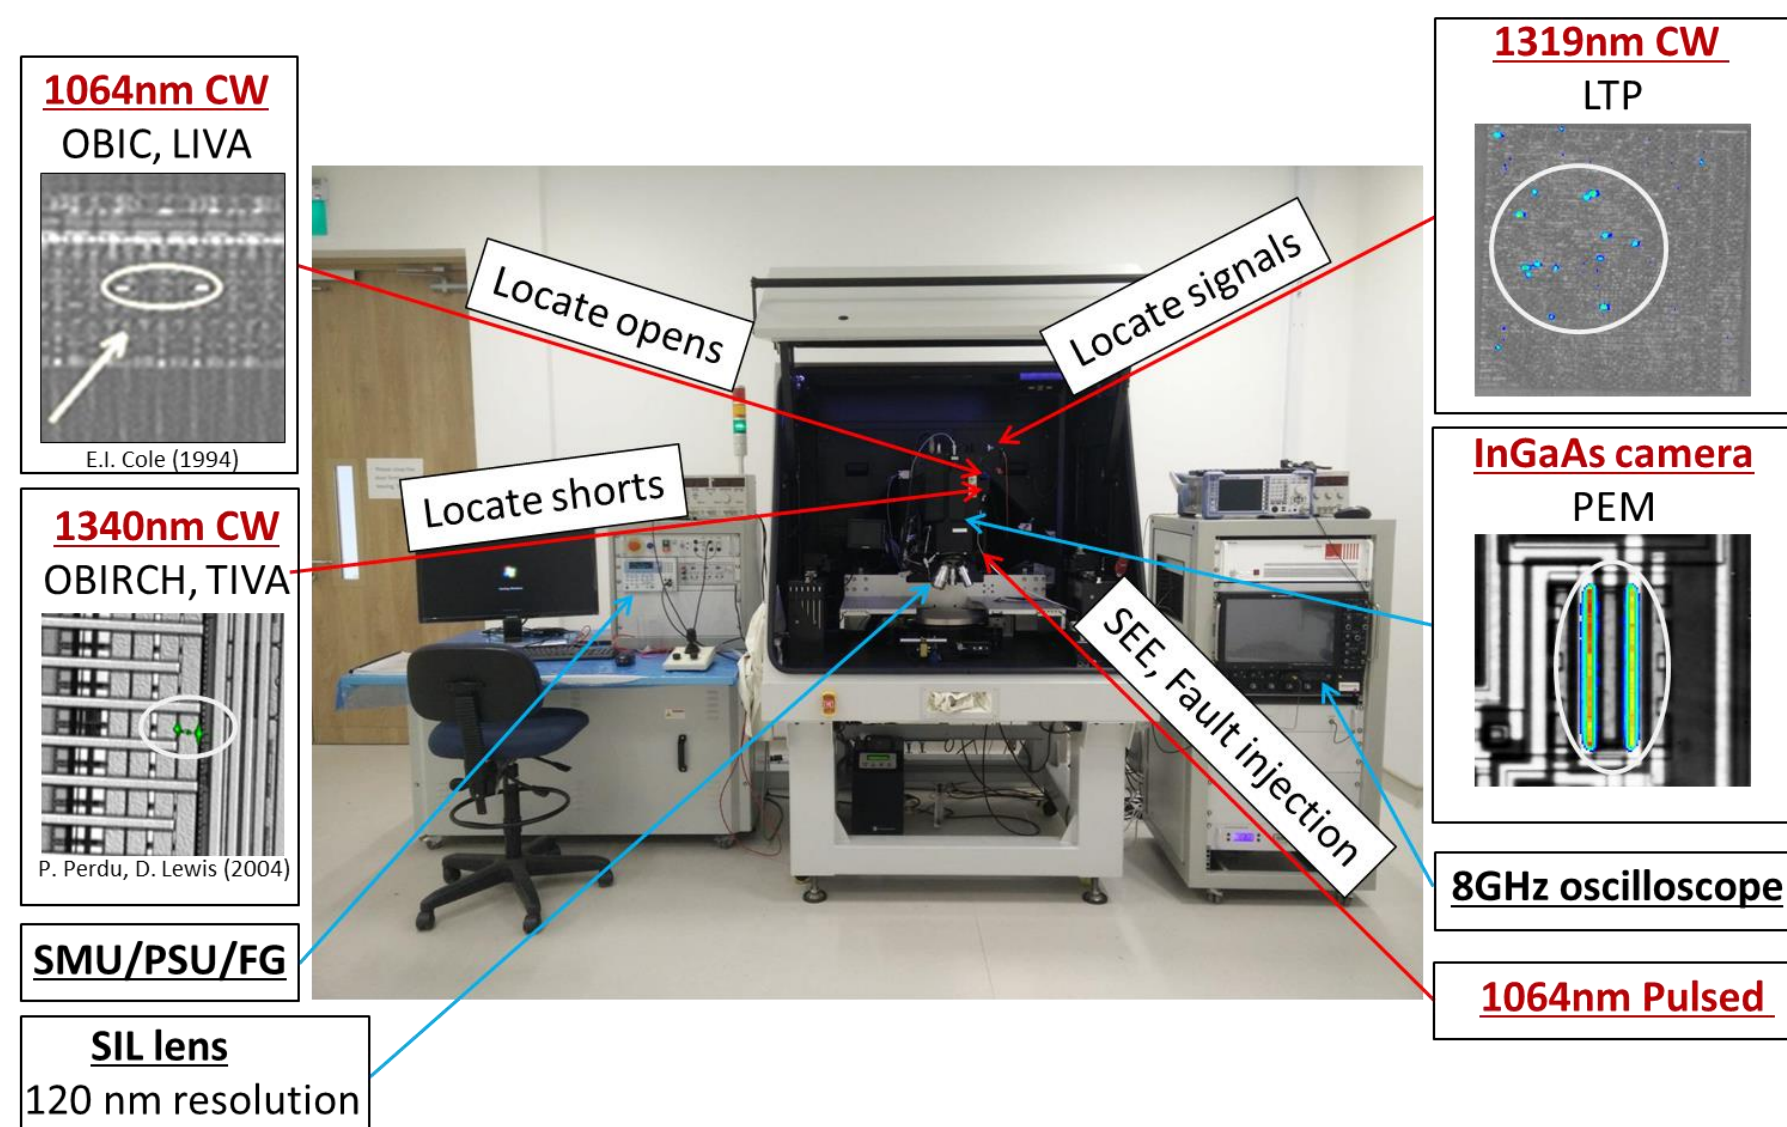 1064nm CW
OBIC, LIVA
E.I. Cole (1994)
1340nm CW
OBIRCH, TIVA
P. Perdu, D. Lewis (2004)
SMU/PSU/FG
SIL lens
120 nm resolution
Locate opens
Locate shorts
Locate signals
SEE, Fault injection
1319nm CW
LTP
InGaAs camera
PEM
8GHz oscilloscope
1064nm Pulsed